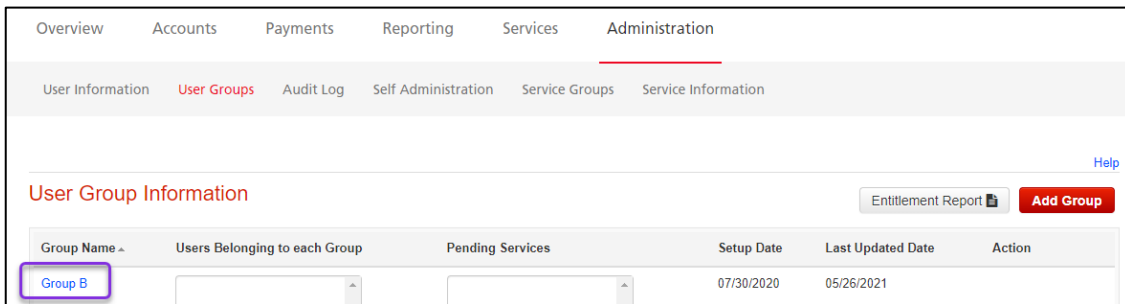 Overview Accounts Payments Reporting Services Administration
User Information User Groups Audit Log Self Administration Service Groups Service Information
Help
User Group Information Entitlement Report Add Group
Group Name Users Belonging to each Group Pending Services Setup Date Last Updated Date Action
Group B 07/30/2020 05/26/2021